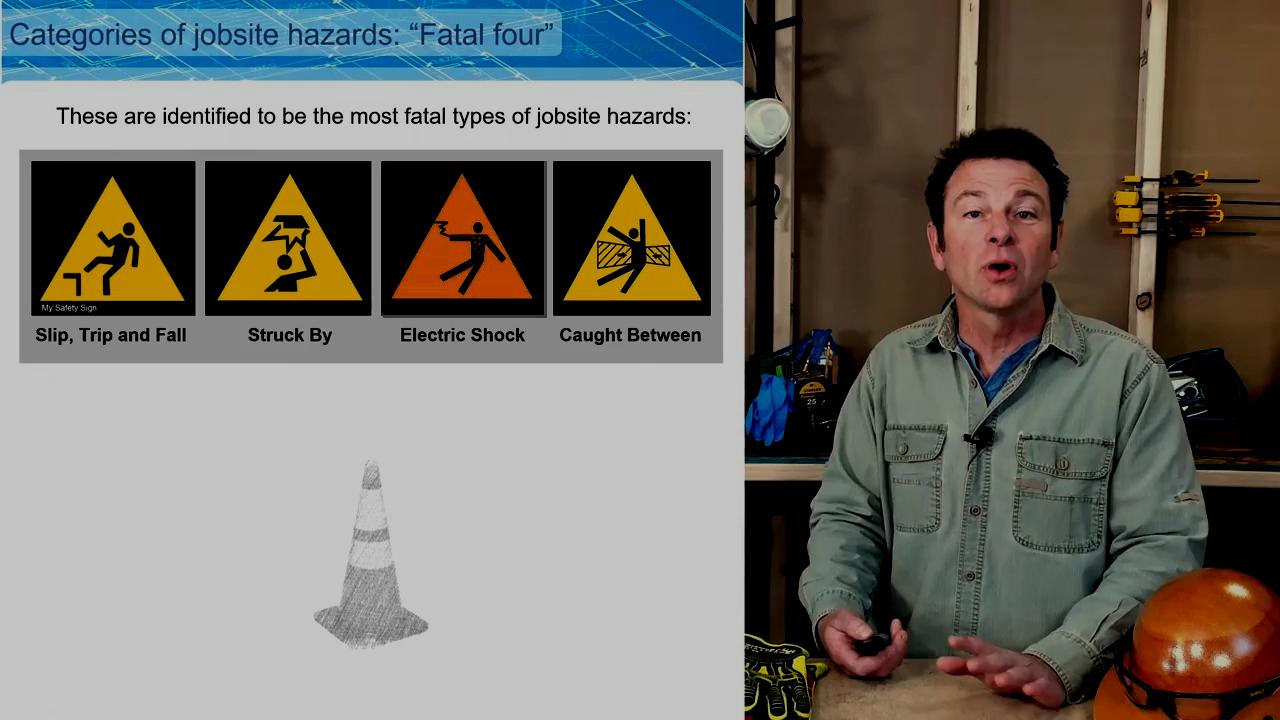 Categories of jobsite hazards: “Fatal four”
These are identified to be the most fatal types of jobsite hazards:
My Safety Sign
Slip, Trip and Fall
Struck By
Electric Shock
Caught Between
25